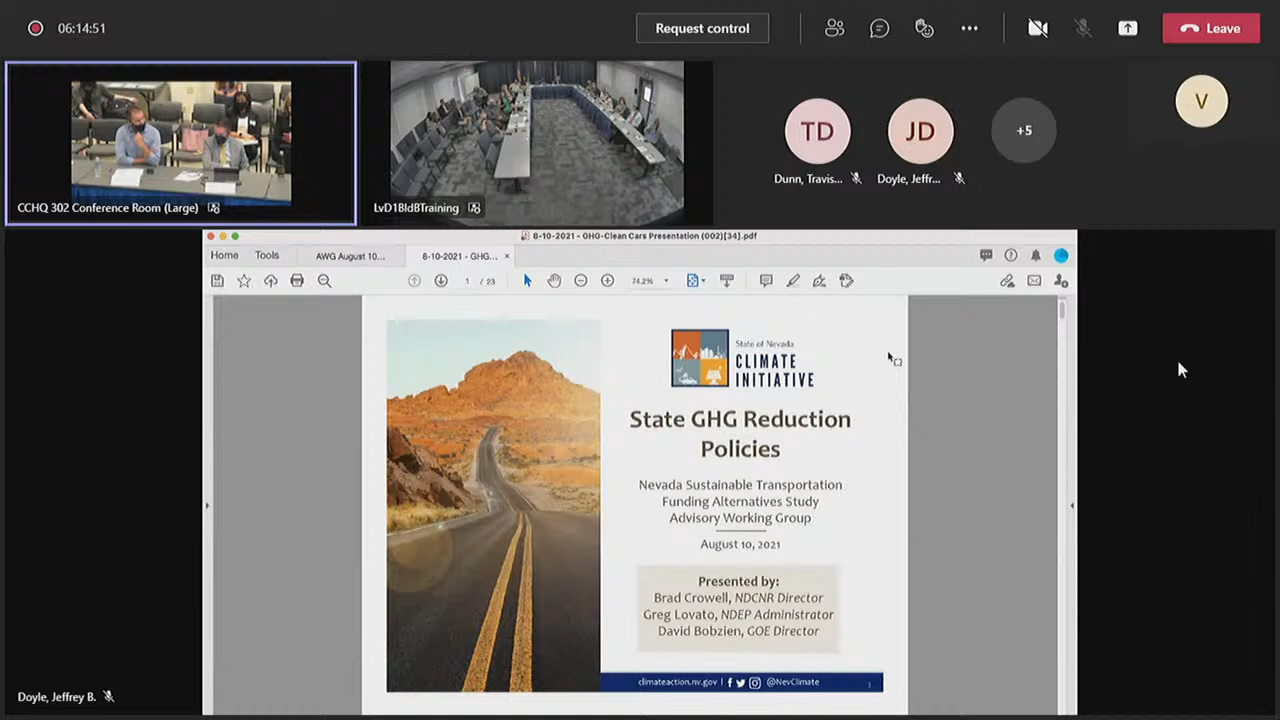 06:14:51
Request control
Leave
CCHQ 302 Conference Room (Large)
LvD1BldBTraining
TD
Dunn, Travis...
JD
Doyle, Jeffr...
+5
V
8-10-2021 - GHG-Clean Cars Presentation (002)[34].pdf
Home
Tools
AWG August 10...
8-10-2021 - GHG... ×
1 / 23
74.2%
State of Nevada
CLIMATE
INITIATIVE
State GHG Reduction
Policies
Nevada Sustainable Transportation
Funding Alternatives Study
Advisory Working Group
August 10, 2021
Presented by:
Brad Crowell, NDCNR Director
Greg Lovato, NDEP Administrator
David Bobzien, GOE Director
climateaction.nv.gov | @NevClimate
1
Doyle, Jeffrey B.